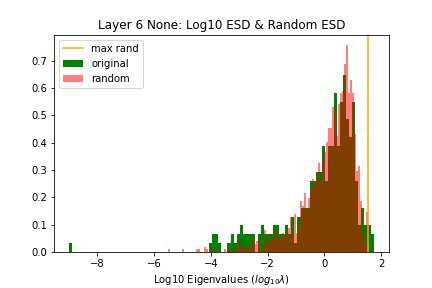 Layer 6 None: Log10 ESD & Random ESD
max rand
original
random
0.7
0.6
0.5
0.4
0.3
0.2
0.1
0.0
−8 −6 −4 −2 0 2
Log10 Eigenvalues (log₁₀λ)